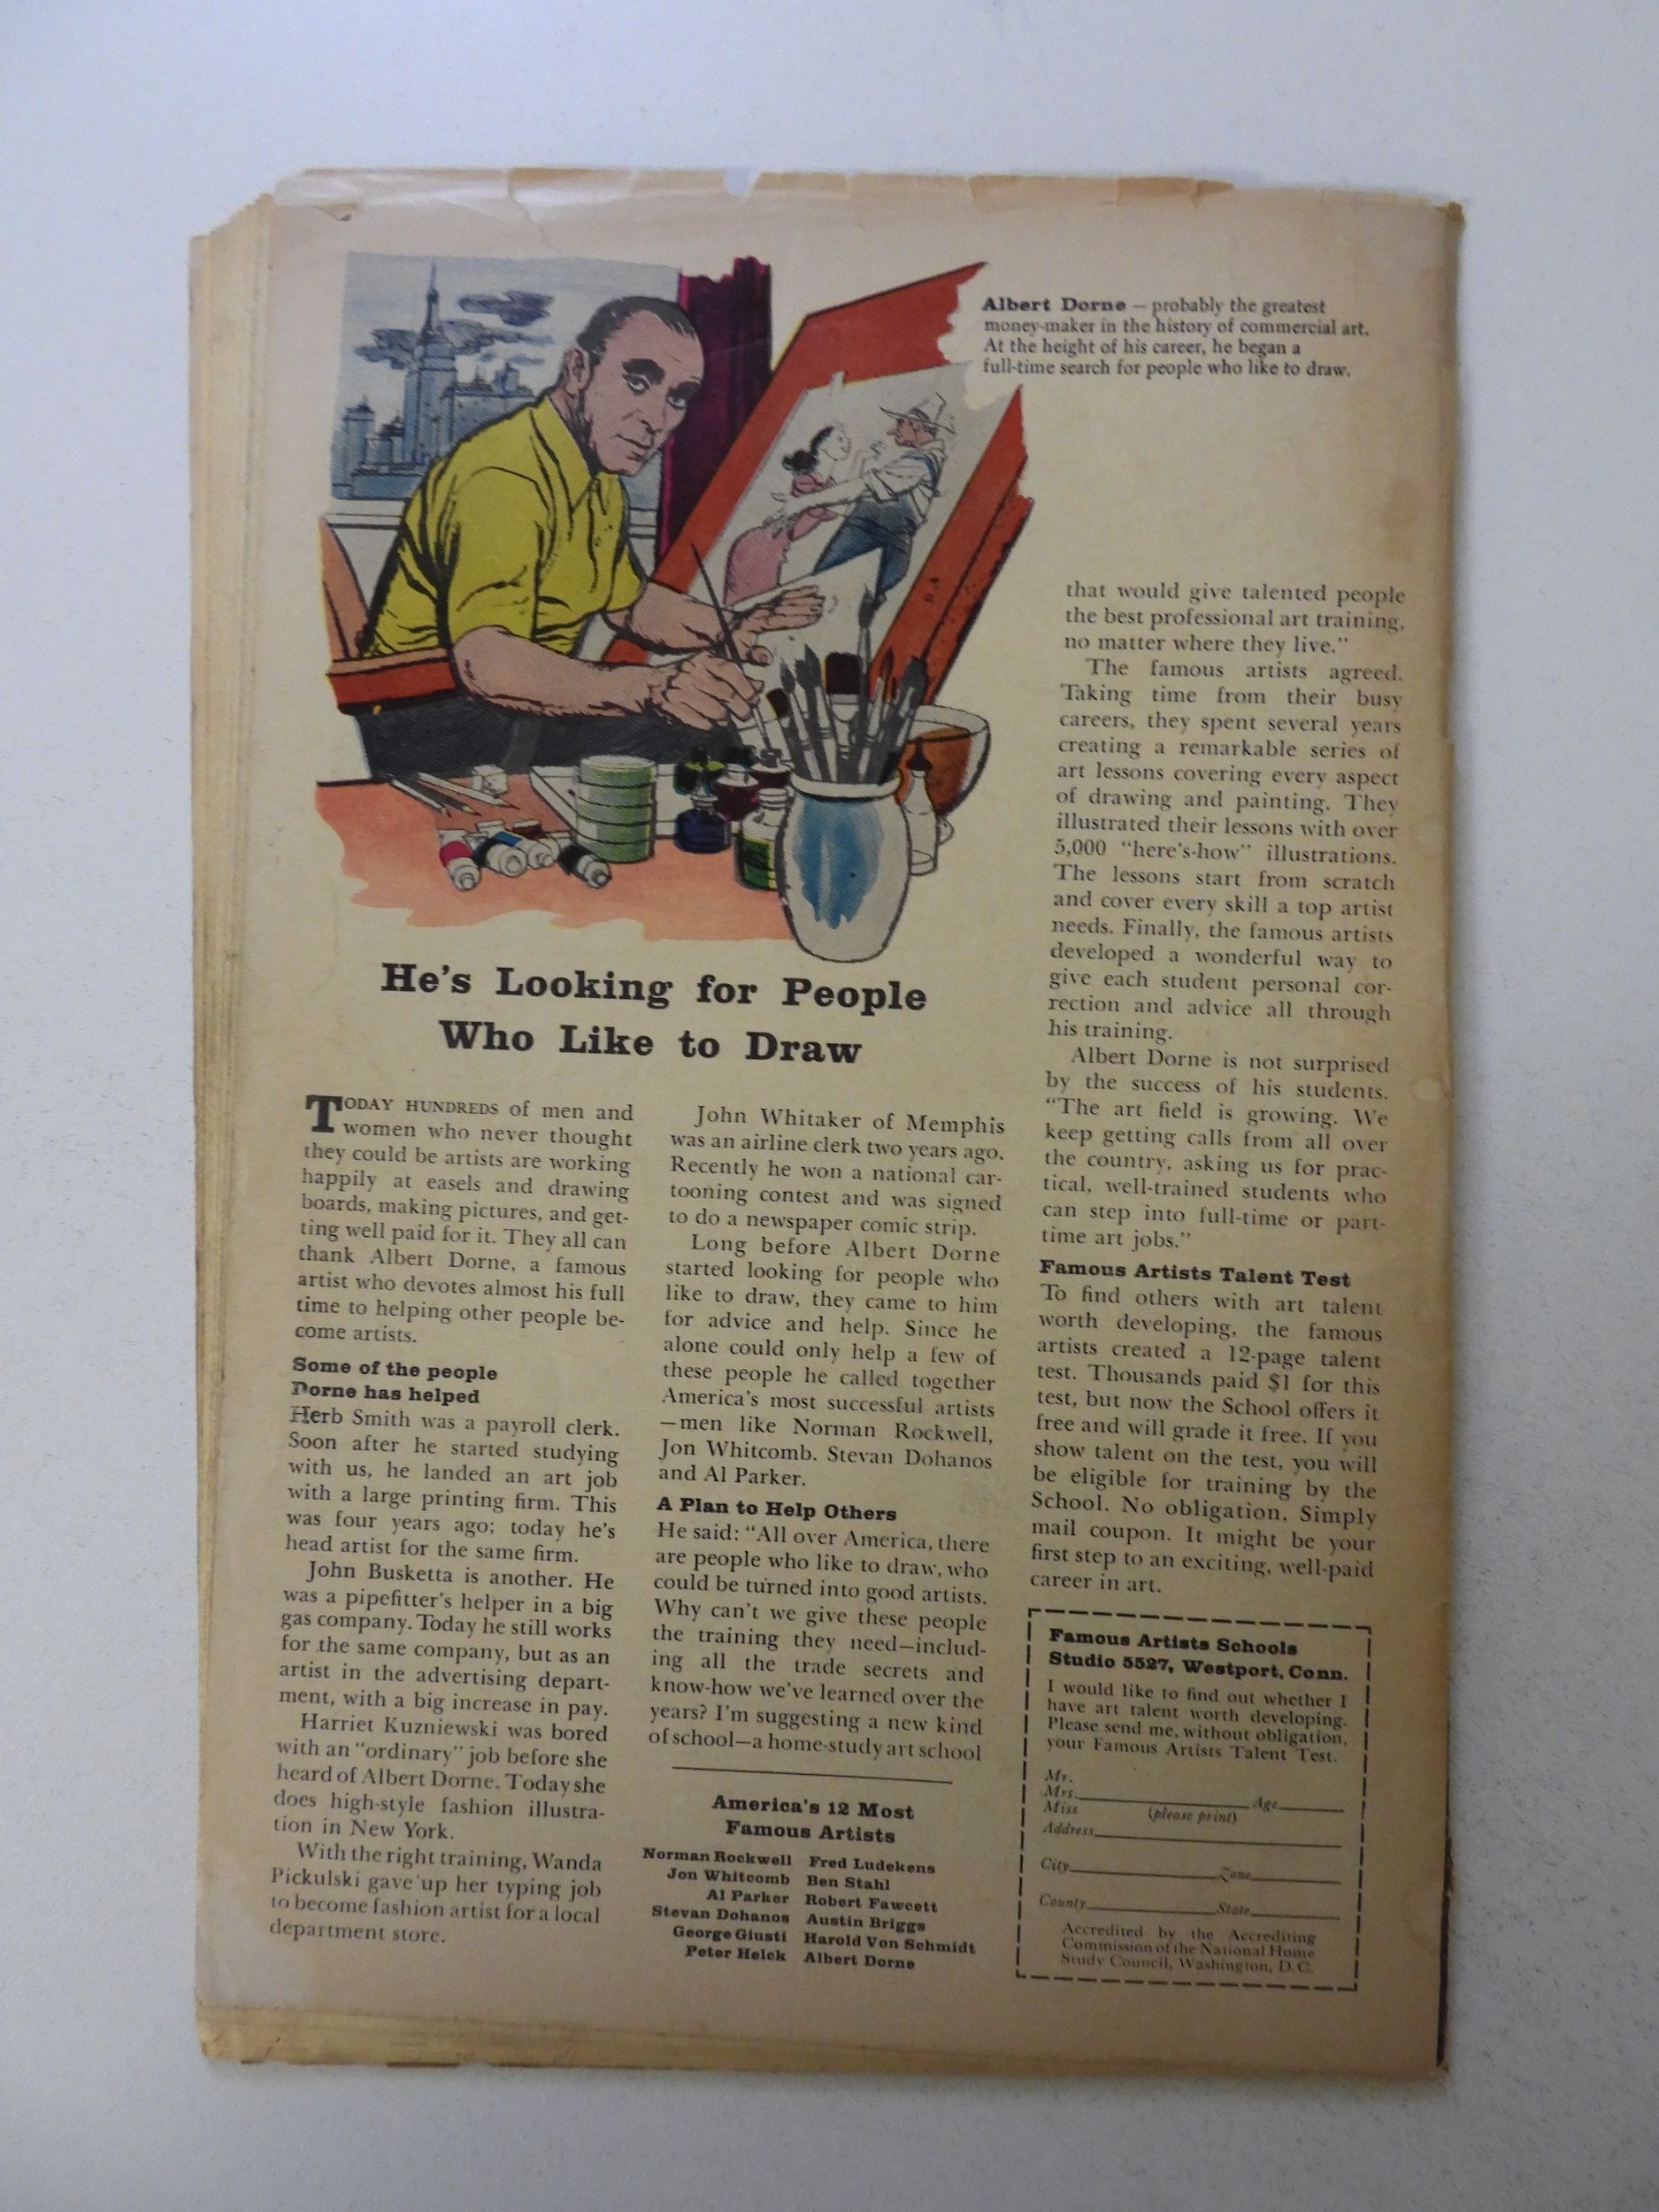 Albert Dorne — probably the greatest
money-maker in the history of commercial art.
At the height of his career, he began a
full-time search for people who like to draw.
He's Looking for People
Who Like to Draw
TODAY HUNDREDS of men and
women who never thought
they could be artists are working
happily at easels and drawing
boards, making pictures, and get-
ting well paid for it. They all can
thank Albert Dorne, a famous
artist who devotes almost his full
time to helping other people be-
come artists.
Some of the people
Dorne has helped
Herb Smith was a payroll clerk.
Soon after he started studying
with us, he landed an art job
with a large printing firm. This
was four years ago; today he's
head artist for the same firm.
John Busketta is another. He
was a pipefitter's helper in a big
gas company. Today he still works
for the same company, but as an
artist in the advertising depart-
ment, with a big increase in pay.
Harriet Kuzniewski was bored
with an "ordinary" job before she
heard of Albert Dorne. Today she
does high-style fashion illustra-
tion in New York.
With the right training, Wanda
Pickulski gave up her typing job
to become fashion artist for a local
department store.
John Whitaker of Memphis
was an airline clerk two years ago.
Recently he won a national car-
tooning contest and was signed
to do a newspaper comic strip.
Long before Albert Dorne
started looking for people who
like to draw, they came to him
for advice and help. Since he
alone could only help a few of
these people he called together
America's most successful artists
—men like Norman Rockwell,
Jon Whitcomb. Stevan Dohanos
and Al Parker.
A Plan to Help Others
He said: "All over America, there
are people who like to draw, who
could be turned into good artists.
Why can't we give these people
the training they need—includ-
ing all the trade secrets and
know-how we've learned over the
years? I'm suggesting a new kind
of school—a home-study art school
America's 12 Most
Famous Artists
Norman Rockwell Fred Ludekens
Jon Whitcomb Ben Stahl
Al Parker Robert Fawcett
Stevan Dohanos Austin Briggs
George Giusti Harold Von Schmidt
Peter Helck Albert Dorne
that would give talented people
the best professional art training,
no matter where they live."
The famous artists agreed.
Taking time from their busy
careers, they spent several years
creating a remarkable series of
art lessons covering every aspect
of drawing and painting. They
illustrated their lessons with over
5,000 "here's-how" illustrations.
The lessons start from scratch
and cover every skill a top artist
needs. Finally, the famous artists
developed a wonderful way to
give each student personal cor-
rection and advice all through
his training.
Albert Dorne is not surprised
by the success of his students.
"The art field is growing. We
keep getting calls from all over
the country, asking us for prac-
tical, well-trained students who
can step into full-time or part-
time art jobs."
Famous Artists Talent Test
To find others with art talent
worth developing, the famous
artists created a 12-page talent
test. Thousands paid $1 for this
test, but now the School offers it
free and will grade it free. If you
show talent on the test, you will
be eligible for training by the
School. No obligation. Simply
mail coupon. It might be your
first step to an exciting, well-paid
career in art.
Famous Artists Schools
Studio 5527, Westport, Conn.
I would like to find out whether I
have art talent worth developing.
Please send me, without obligation,
your Famous Artists Talent Test.
Mr.
Mrs. Age
Miss (please print)
Address
City Zone
County State
Accredited by the Accrediting
Commission of the National Home
Study Council, Washington, D.C.